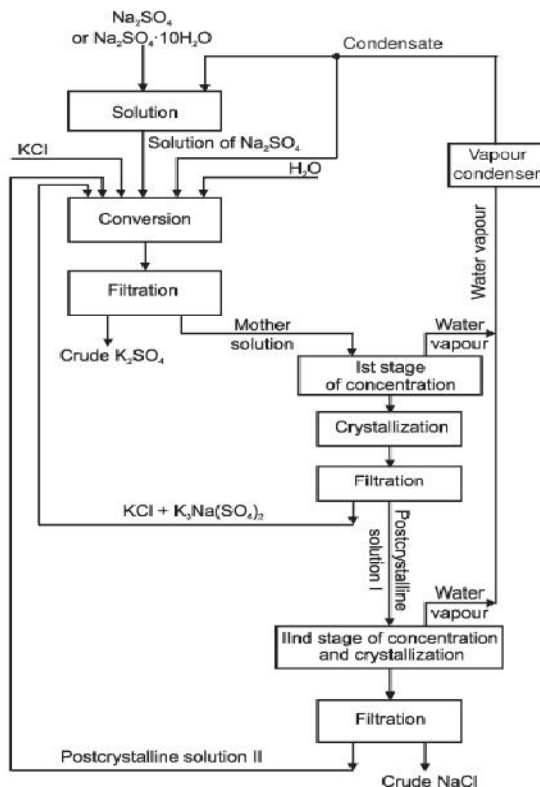 Na₂SO₄
or Na₂SO₄·10H₂O
Condensate
Solution
KCl
Solution of Na₂SO₄
H₂O
Vapour
condenser
Conversion
Water vapour
Filtration
Mother
solution
Water
vapour
Crude K₂SO₄
Ist stage
of concentration
Crystallization
Filtration
KCl + K₃Na(SO₄)₂
Postcrystalline
solution I
Water
vapour
IInd stage of concentration
and crystallization
Filtration
Postcrystalline solution II
Crude NaCl